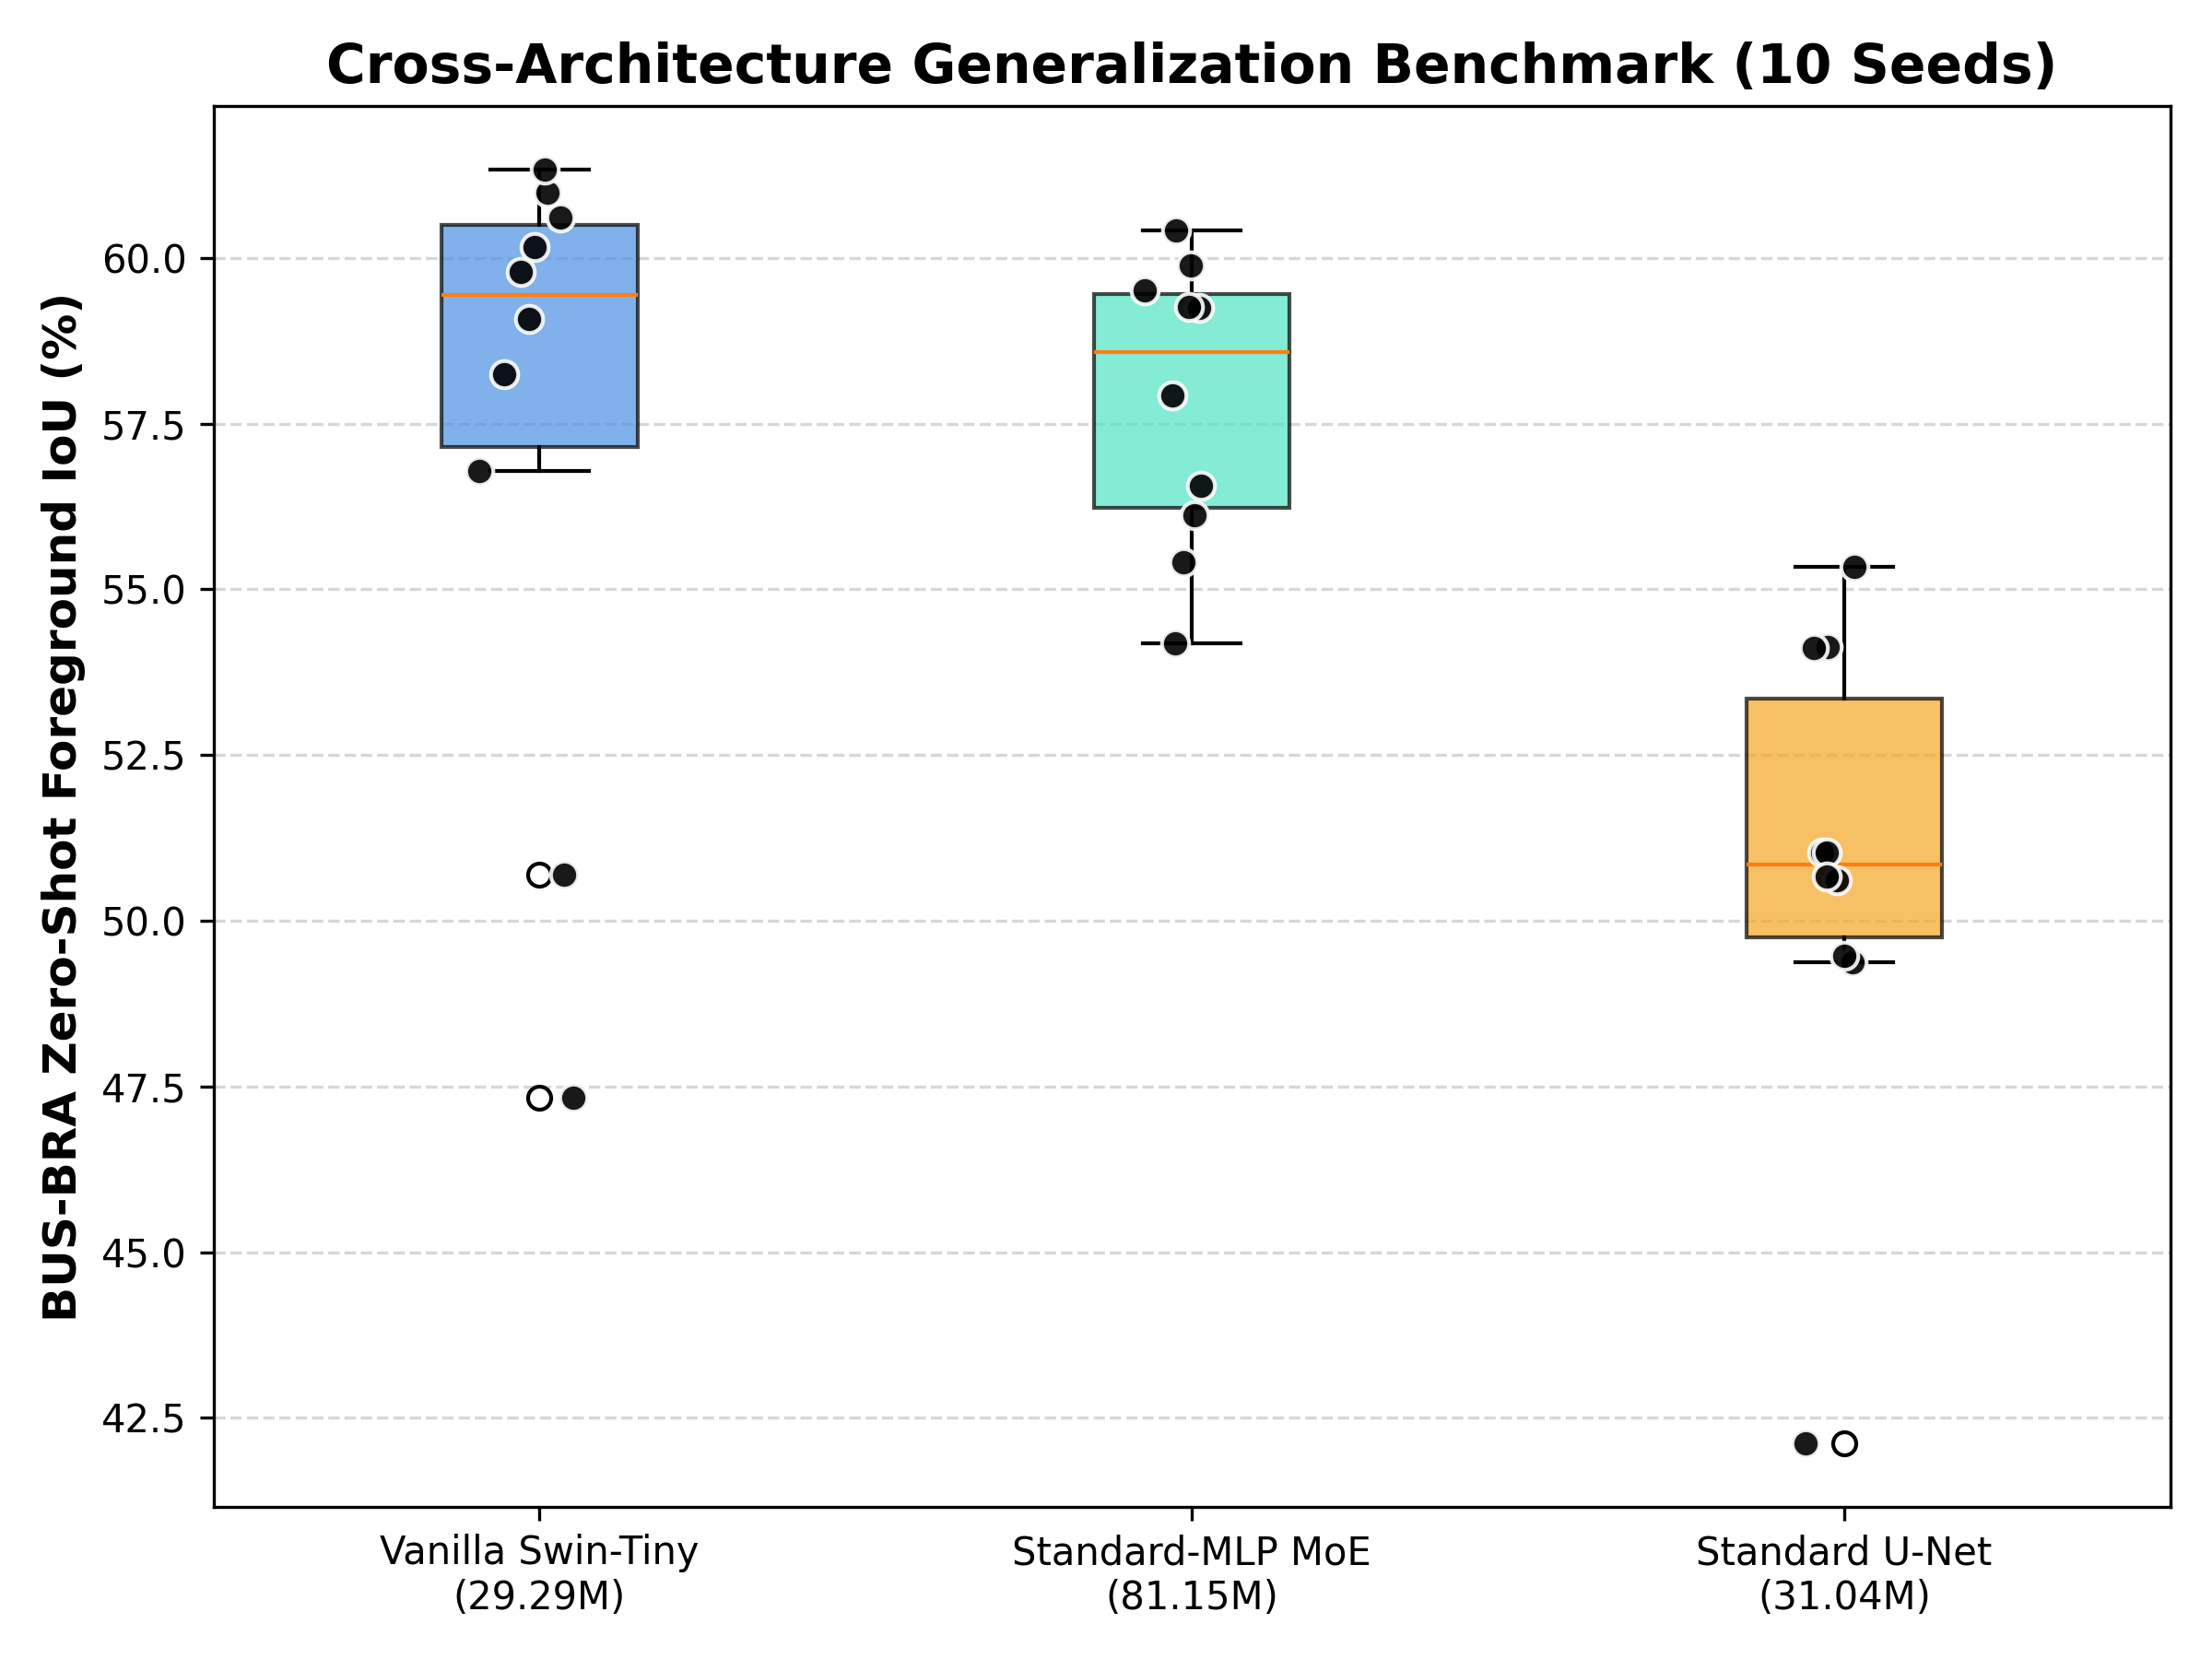 Cross-Architecture Generalization Benchmark (10 Seeds)
BUS-BRA Zero-Shot Foreground IoU (%)
60.0
57.5
55.0
52.5
50.0
47.5
45.0
42.5
Vanilla Swin-Tiny
(29.29M)
Standard-MLP MoE
(81.15M)
Standard U-Net
(31.04M)